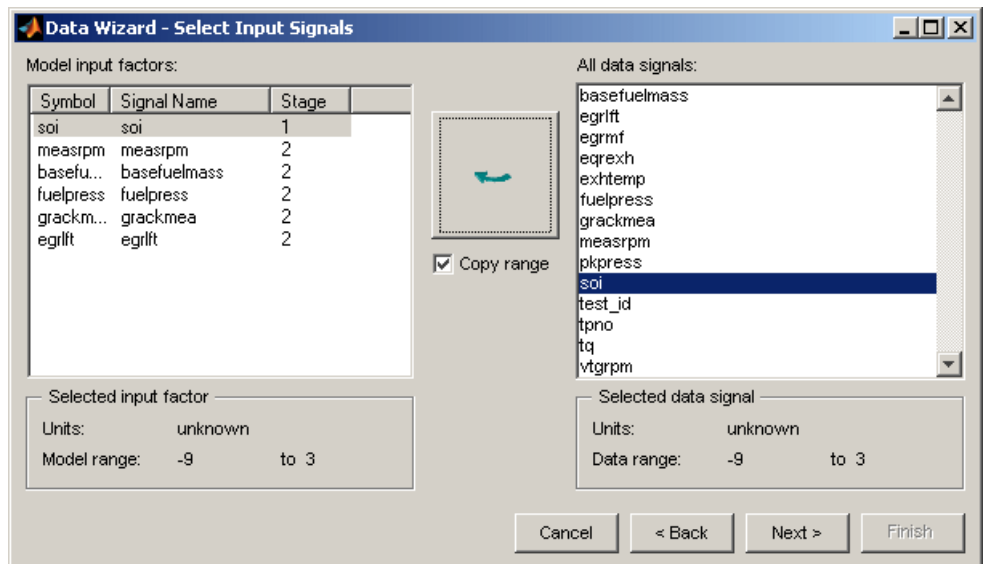 Data Wizard - Select Input Signals
Model input factors:
Symbol Signal Name Stage
soi soi 1
measrpm measrpm 2
basefu... basefuelmass 2
fuelpress fuelpress 2
grackm... grackmea 2
egrlft egrlft 2
Copy range
All data signals:
basefuelmass
egrlft
egrmf
eqrexh
exhtemp
fuelpress
grackmea
measrpm
pkpress
soi
test_id
tpno
tq
vtgrpm
Selected input factor
Units: unknown
Model range: -9 to 3
Selected data signal
Units: unknown
Data range: -9 to 3
Cancel < Back Next > Finish